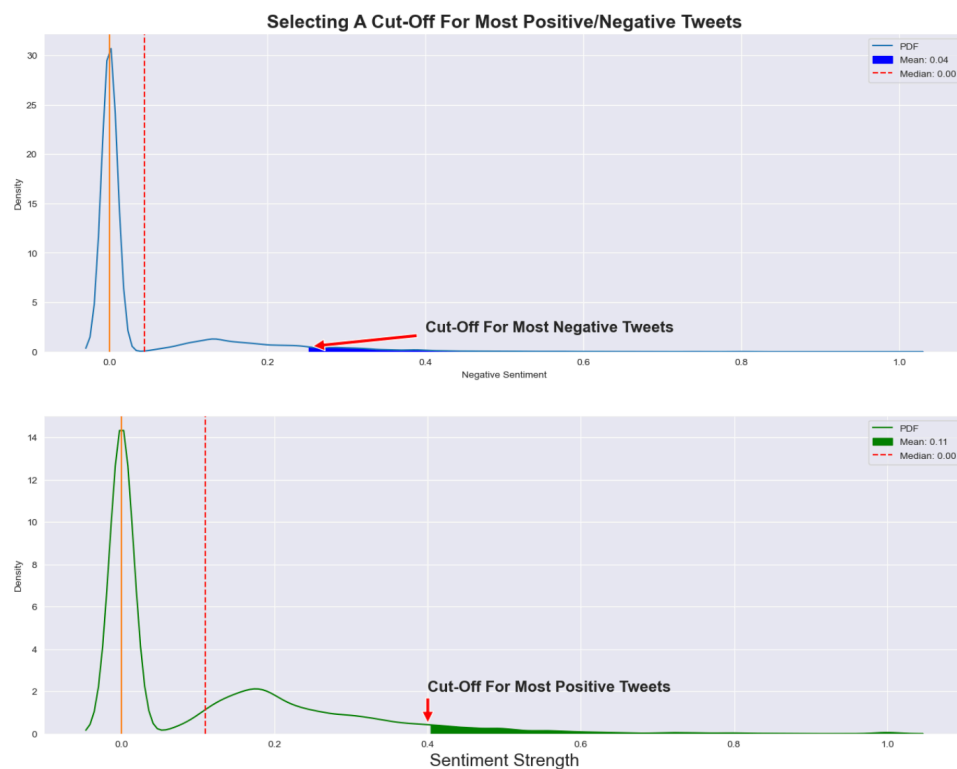 Selecting A Cut-Off For Most Positive/Negative Tweets
PDF
Mean: 0.04
Median: 0.00
30
25
20
15
10
5
0
Density
Cut-Off For Most Negative Tweets
0.0 0.2 0.4 0.6 0.8 1.0
Negative Sentiment
PDF
Mean: 0.11
Median: 0.00
14
12
10
8
6
4
2
0
Density
Cut-Off For Most Positive Tweets
0.0 0.2 0.4 0.6 0.8 1.0
Sentiment Strength